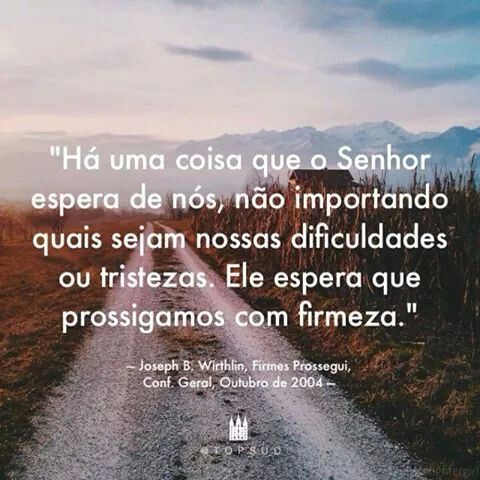 "Há uma coisa que o Senhor
espera de nós, não importando
quais sejam nossas dificuldades
ou tristezas. Ele espera que
prossigamos com firmeza."
– Joseph B. Wirthlin, Firmes Prossegui,
Conf. Geral, Outubro de 2004 –
@TOPSUD